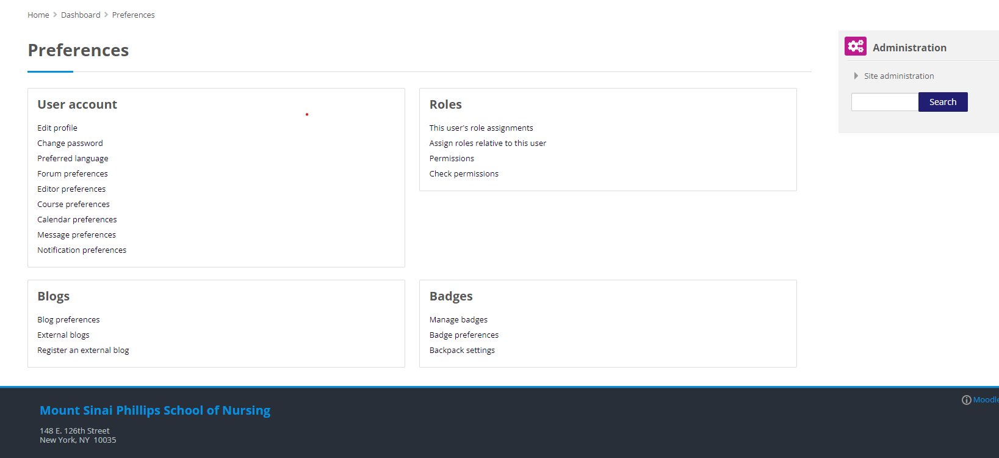 Home > Dashboard > Preferences
Preferences
User account
Edit profile
Change password
Preferred language
Forum preferences
Editor preferences
Course preferences
Calendar preferences
Message preferences
Notification preferences
Roles
This user's role assignments
Assign roles relative to this user
Permissions
Check permissions
Blogs
Blog preferences
External blogs
Register an external blog
Badges
Manage badges
Badge preferences
Backpack settings
Administration
Site administration
Search
Mount Sinai Phillips School of Nursing
148 E. 126th Street
New York, NY 10035
Moodle